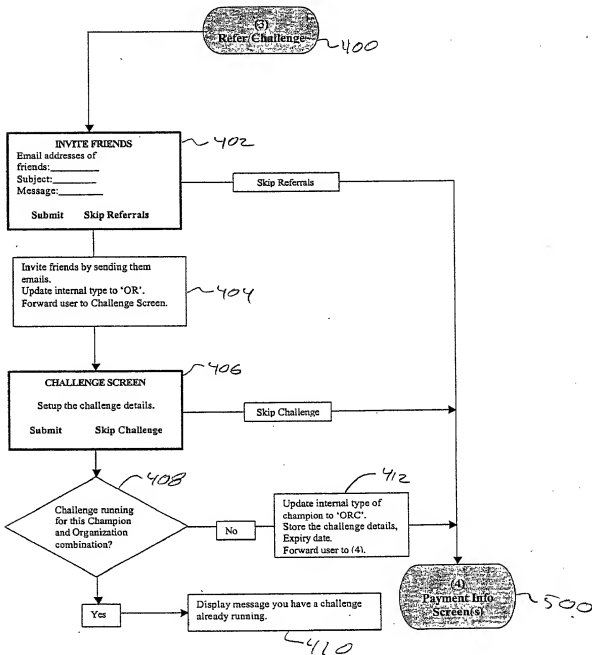 (3)
Refer/Challenge
400
INVITE FRIENDS
402
Email addresses of
friends:
Subject:
Message:
Submit Skip Referrals
Skip Referrals
Invite friends by sending them
emails.
Update internal type to 'OR'.
Forward user to Challenge Screen.
404
CHALLENGE SCREEN
406
Setup the challenge details.
Submit Skip Challenge
Skip Challenge
408
Challenge running
for this Champion
and Organization
combination?
No
412
Update internal type of
champion to 'ORC'.
Store the challenge details,
Expiry date.
Forward user to (4).
(4)
Payment Info
Screen(s)
500
Yes
Display message you have a challenge
already running.
410